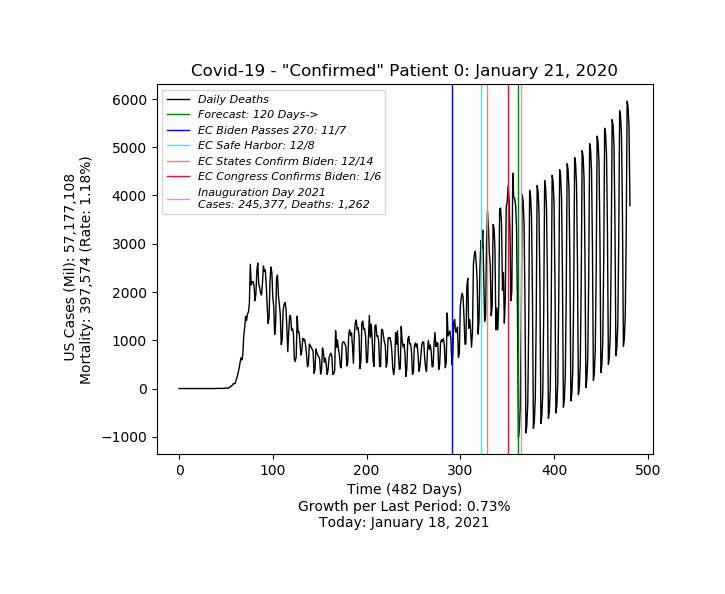 Covid-19 - "Confirmed" Patient 0: January 21, 2020
Daily Deaths
Forecast: 120 Days->
EC Biden Passes 270: 11/7
EC Safe Harbor: 12/8
EC States Confirm Biden: 12/14
EC Congress Confirms Biden: 1/6
Inauguration Day 2021
Cases: 245,377, Deaths: 1,262
US Cases (Mil): 57,177,108
Mortality: 397,574 (Rate: 1.18%)
6000
5000
4000
3000
2000
1000
0
−1000
0 100 200 300 400 500
Time (482 Days)
Growth per Last Period: 0.73%
Today: January 18, 2021